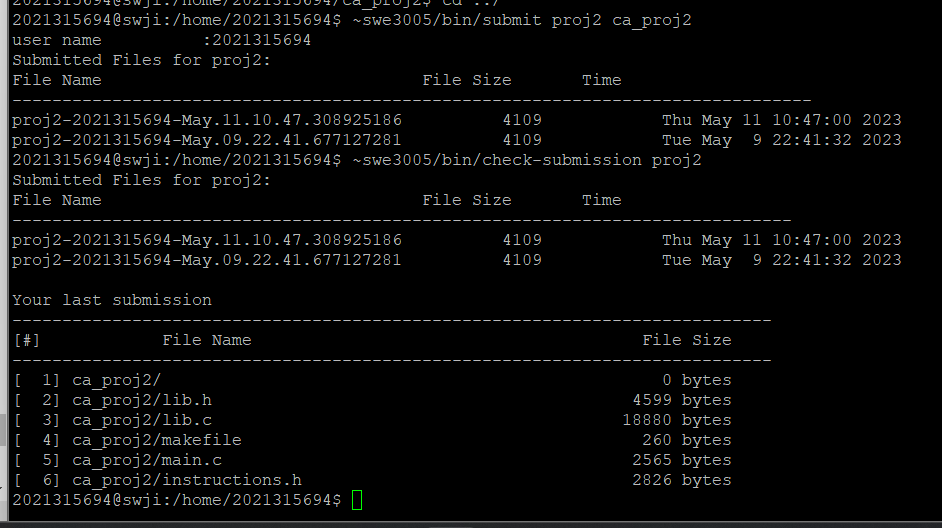 2021315694@swji:/home/2021315694/ca_proj2$ cd ../
2021315694@swji:/home/2021315694$ ~swe3005/bin/submit proj2 ca_proj2
user name          :2021315694
Submitted Files for proj2:
File Name                                File Size       Time
--------------------------------------------------------------------------------
proj2-2021315694-May.11.10.47.308925186          4109            Thu May 11 10:47:00 2023
proj2-2021315694-May.09.22.41.677127281          4109            Tue May  9 22:41:32 2023
2021315694@swji:/home/2021315694$ ~swe3005/bin/check-submission proj2
Submitted Files for proj2:
File Name                                File Size       Time
------------------------------------------------------------------------------
proj2-2021315694-May.11.10.47.308925186          4109            Thu May 11 10:47:00 2023
proj2-2021315694-May.09.22.41.677127281          4109            Tue May  9 22:41:32 2023
Your last submission
----------------------------------------------------------------------------
[#]            File Name                                       File Size
----------------------------------------------------------------------------
[  1] ca_proj2/                                                  0 bytes
[  2] ca_proj2/lib.h                                          4599 bytes
[  3] ca_proj2/lib.c                                         18880 bytes
[  4] ca_proj2/makefile                                        260 bytes
[  5] ca_proj2/main.c                                         2565 bytes
[  6] ca_proj2/instructions.h                                 2826 bytes
2021315694@swji:/home/2021315694$